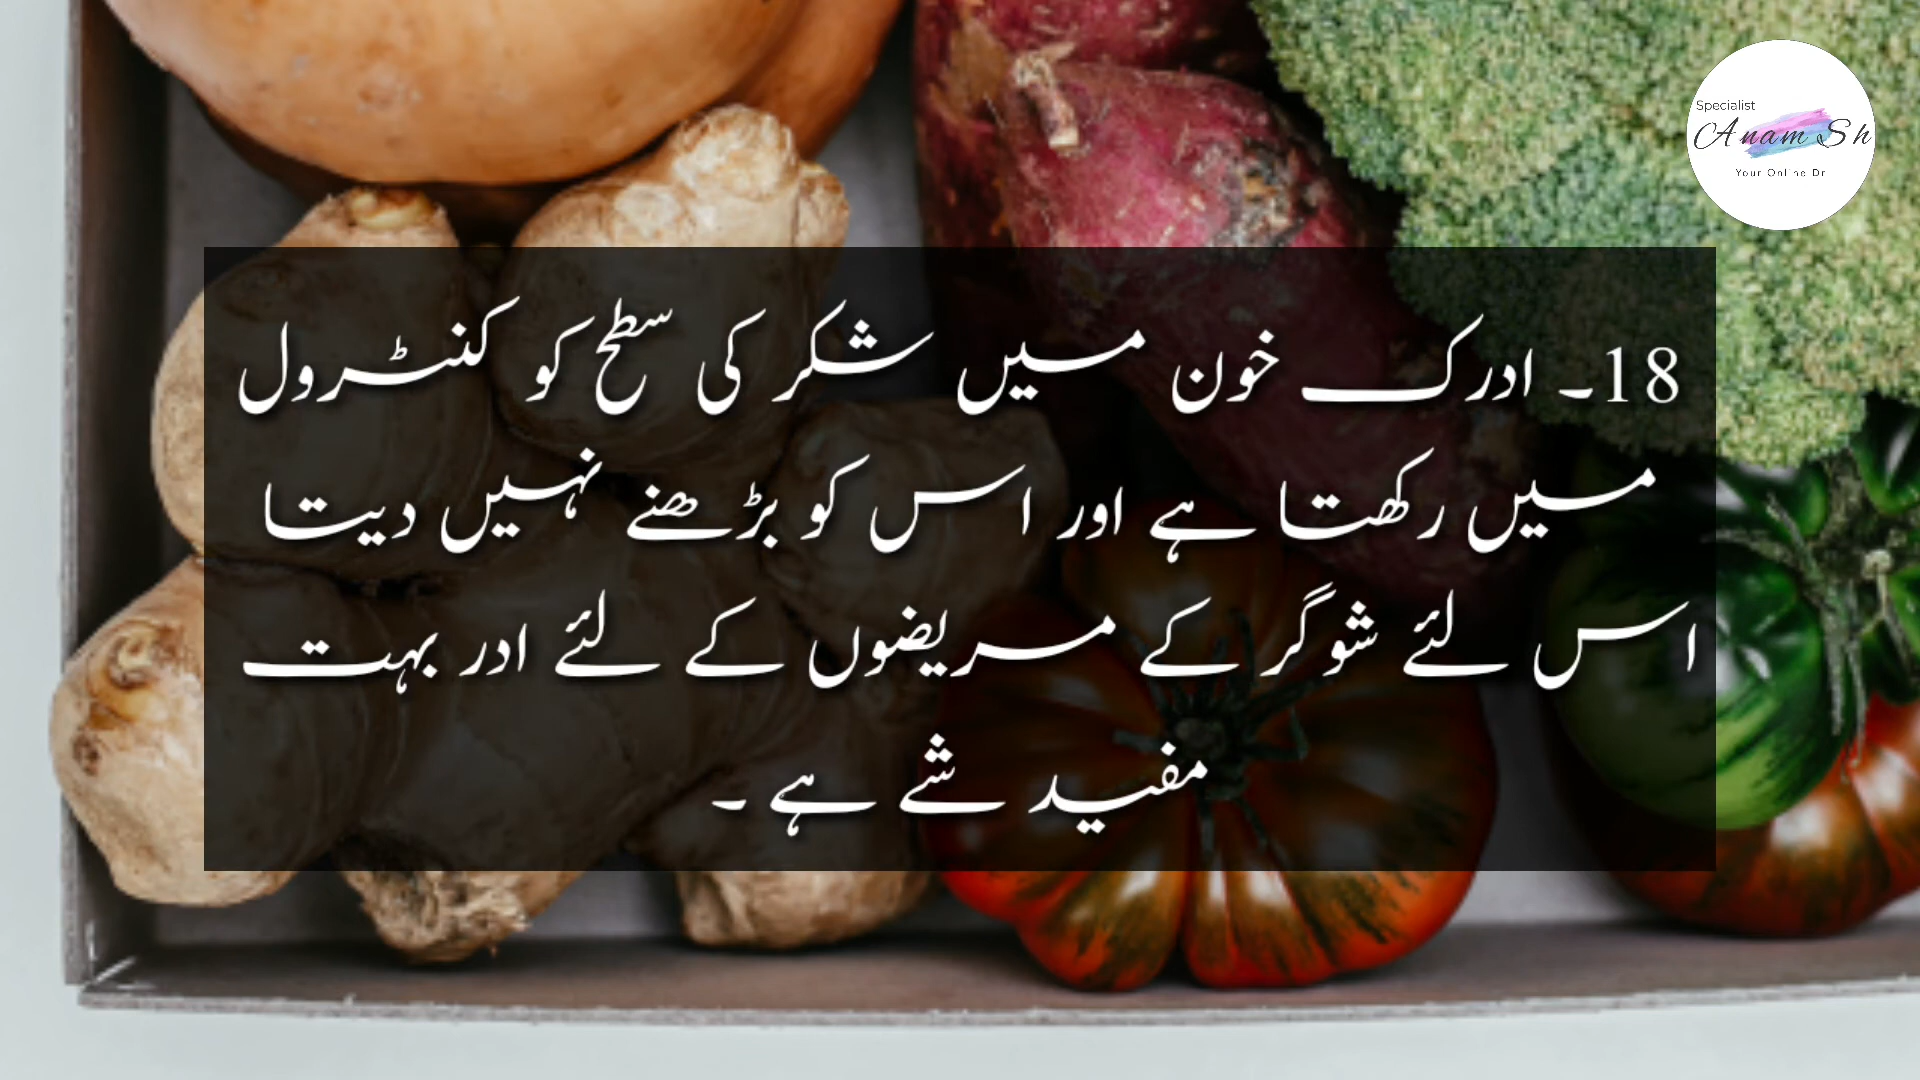 Specialist
Anam Sh
Your Online Dr
18۔ ادرک خون میں شکر کی سطح کو کنٹرول
میں رکھتا ہے اور اس کو بڑھنے نہیں دیتا
اس لئے شوگر کے مریضوں کے لئے ادر بہت
مفید شے ہے ۔